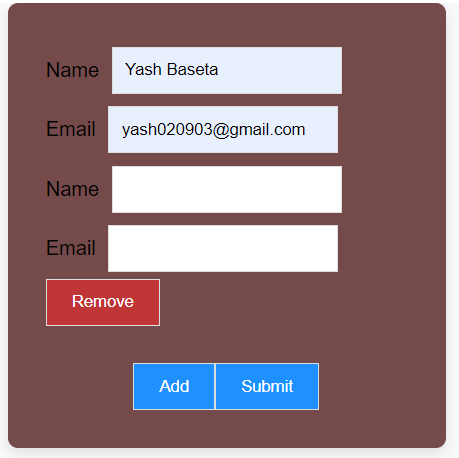 Name Yash Baseta
Email yash020903@gmail.com
Name
Email
Remove
Add Submit